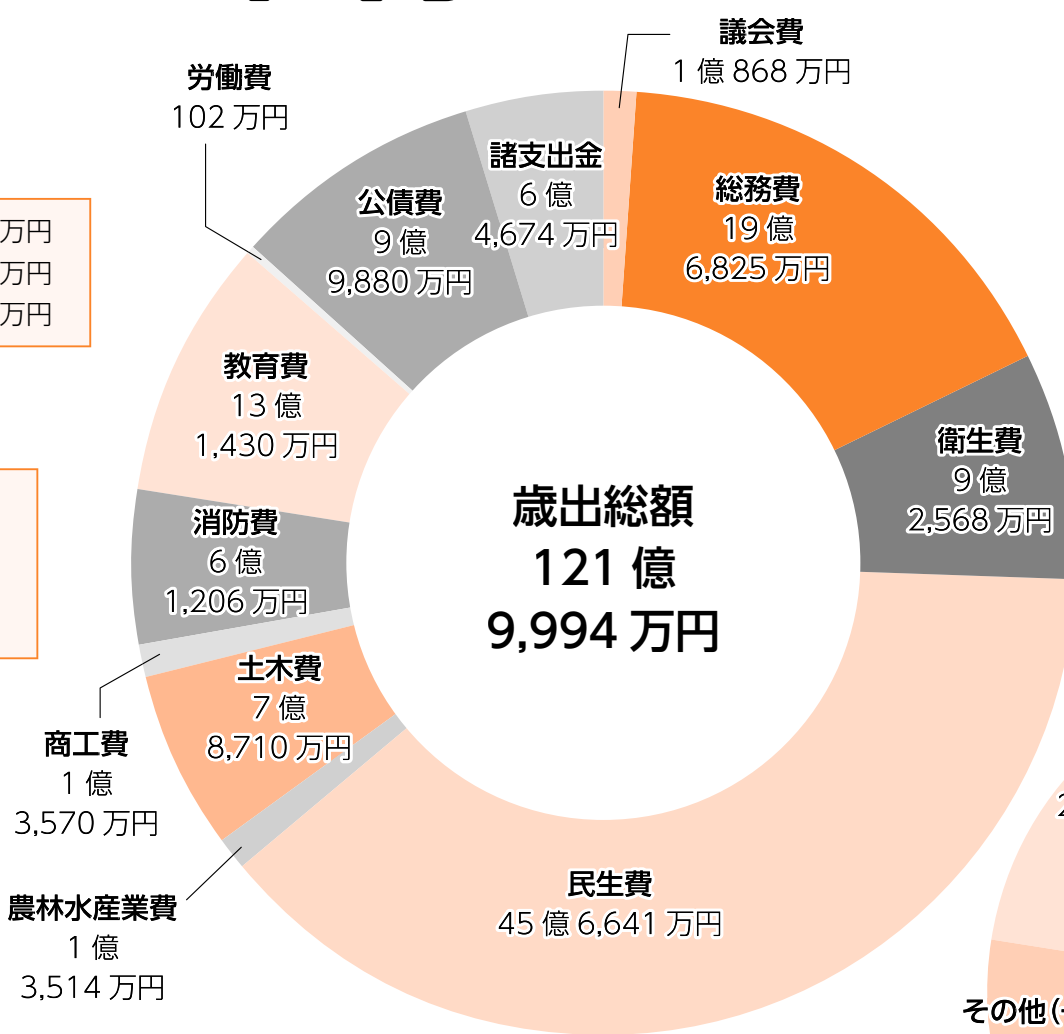 議会費
1 億 868 万円
労働費
102 万円
諸支出金
6 億
4,674 万円
総務費
19 億
6,825 万円
公債費
9 億
9,880 万円
万円
万円
万円
教育費
13 億
1,430 万円
衛生費
9 億
2,568 万円
歳出総額
121 億
9,994 万円
消防費
6 億
1,206 万円
土木費
7 億
8,710 万円
商工費
1 億
3,570 万円
民生費
45 億 6,641 万円
農林水産業費
1 億
3,514 万円
その他(